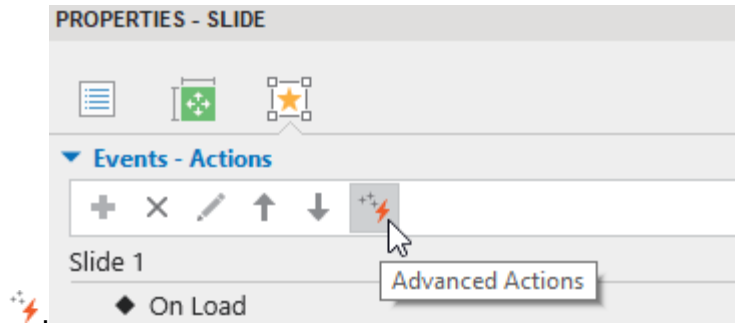 PROPERTIES - SLIDE
Events - Actions
Slide 1
Advanced Actions
On Load
.